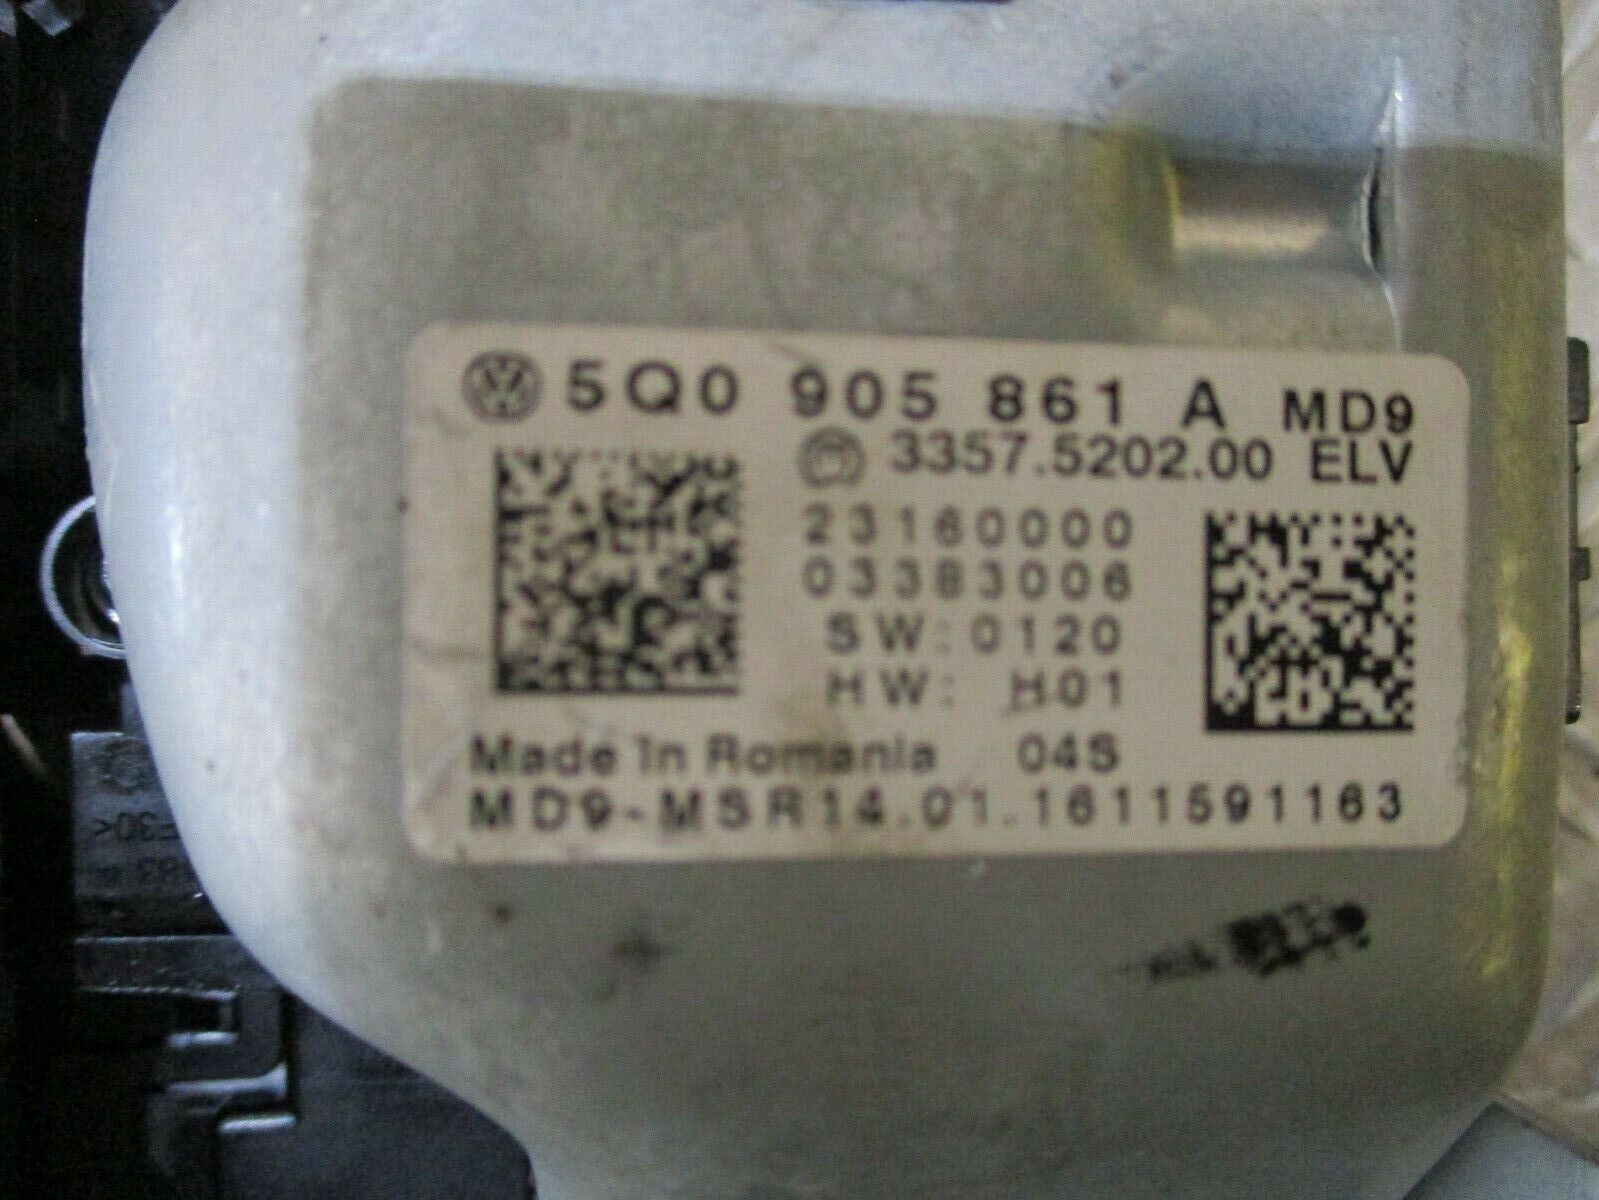 5Q0 905 861 A MD9
3357.5202.00 ELV
23160000
03383006
SW: 0120
HW: H01
Made In Romania 04S
MD9-MSR14.01.1611591163